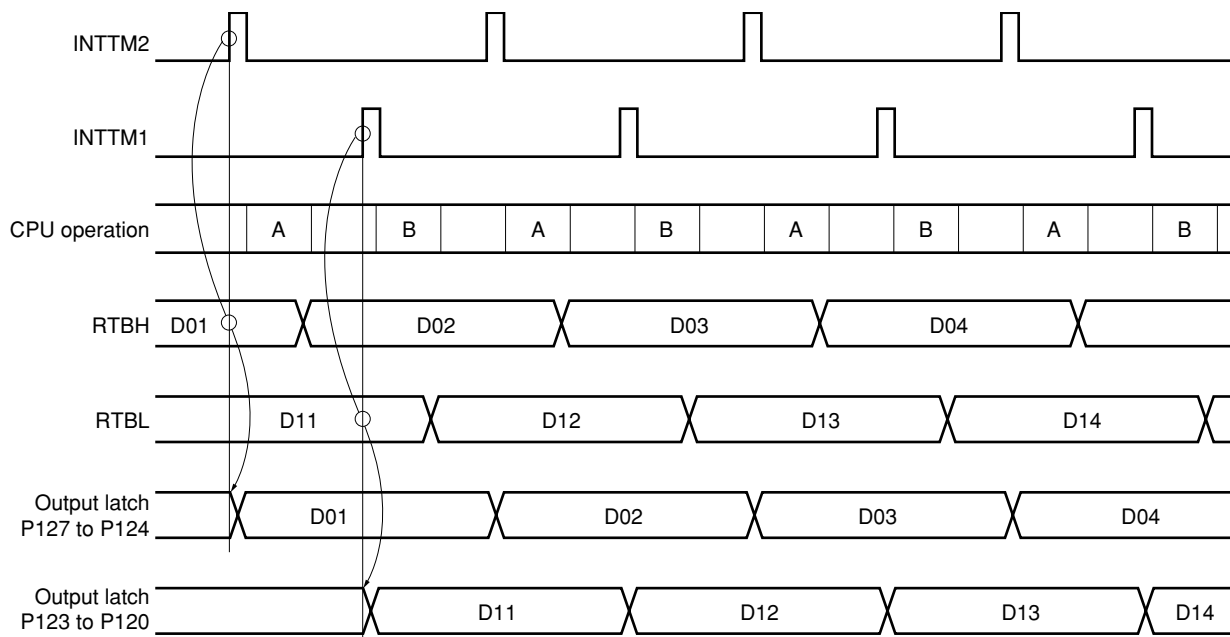 INTTM2
INTTM1
CPU operation A B A B A B A B
RTBH D01 D02 D03 D04
RTBL D11 D12 D13 D14
Output latch
P127 to P124
D01 D02 D03 D04
Output latch
P123 to P120
D11 D12 D13 D14